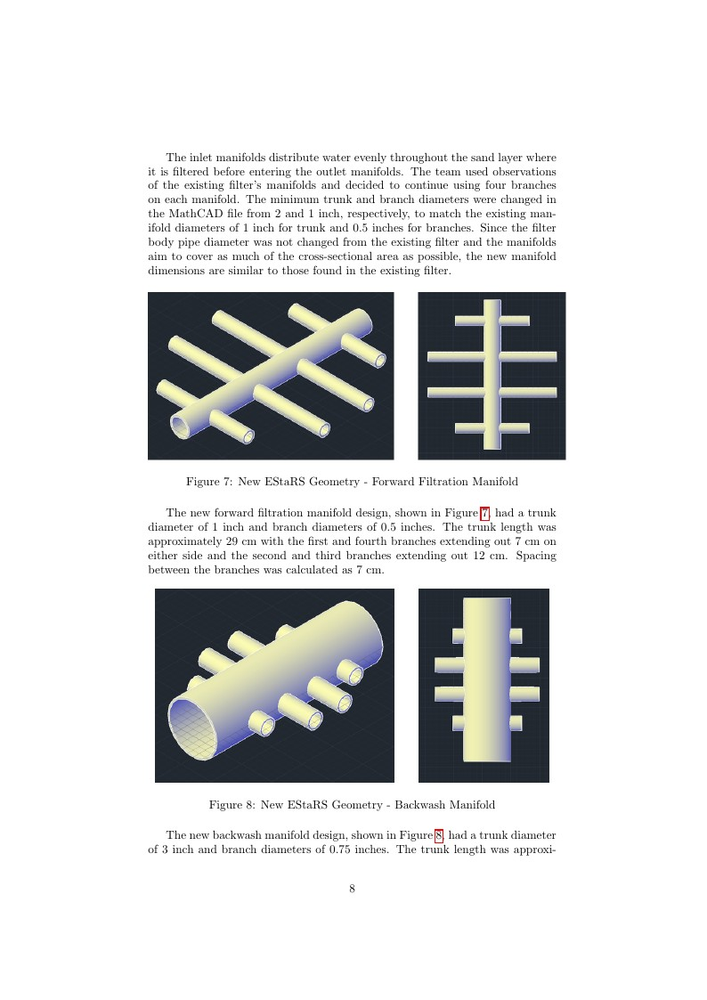 The inlet manifolds distribute water evenly throughout the sand layer where
it is filtered before entering the outlet manifolds. The team used observations
of the existing filter's manifolds and decided to continue using four branches
on each manifold. The minimum trunk and branch diameters were changed in
the MathCAD file from 2 and 1 inch, respectively, to match the existing man-
ifold diameters of 1 inch for trunk and 0.5 inches for branches. Since the filter
body pipe diameter was not changed from the existing filter and the manifolds
aim to cover as much of the cross-sectional area as possible, the new manifold
dimensions are similar to those found in the existing filter.
Figure 7: New EStaRS Geometry - Forward Filtration Manifold
The new forward filtration manifold design, shown in Figure 7, had a trunk
diameter of 1 inch and branch diameters of 0.5 inches. The trunk length was
approximately 29 cm with the first and fourth branches extending out 7 cm on
either side and the second and third branches extending out 12 cm. Spacing
between the branches was calculated as 7 cm.
Figure 8: New EStaRS Geometry - Backwash Manifold
The new backwash manifold design, shown in Figure 8, had a trunk diameter
of 3 inch and branch diameters of 0.75 inches. The trunk length was approxi-
8